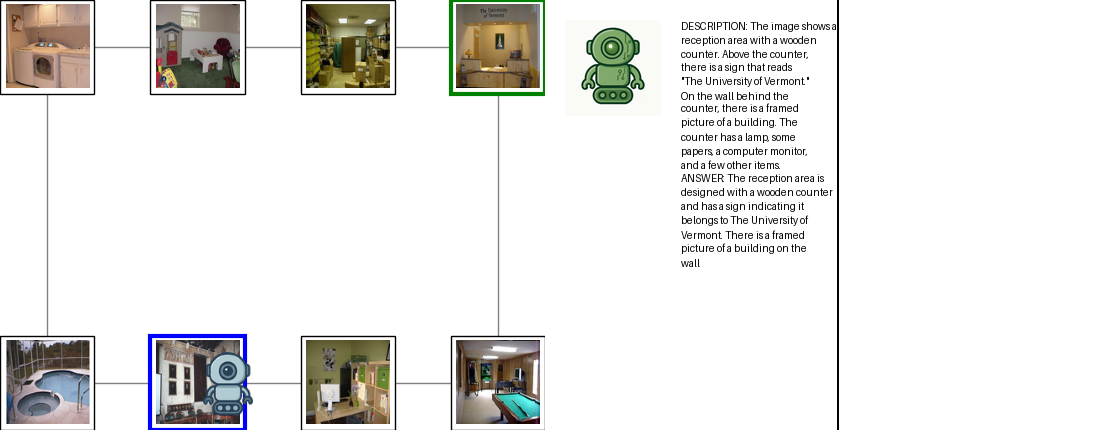 The University
of Vermont
DESCRIPTION: The image shows a
reception area with a wooden
counter. Above the counter,
there is a sign that reads
"The University of Vermont."
On the wall behind the
counter, there is a framed
picture of a building. The
counter has a lamp, some
papers, a computer monitor,
and a few other items.
ANSWER: The reception area is
designed with a wooden counter
and has a sign indicating it
belongs to The University of
Vermont. There is a framed
picture of a building on the
wall